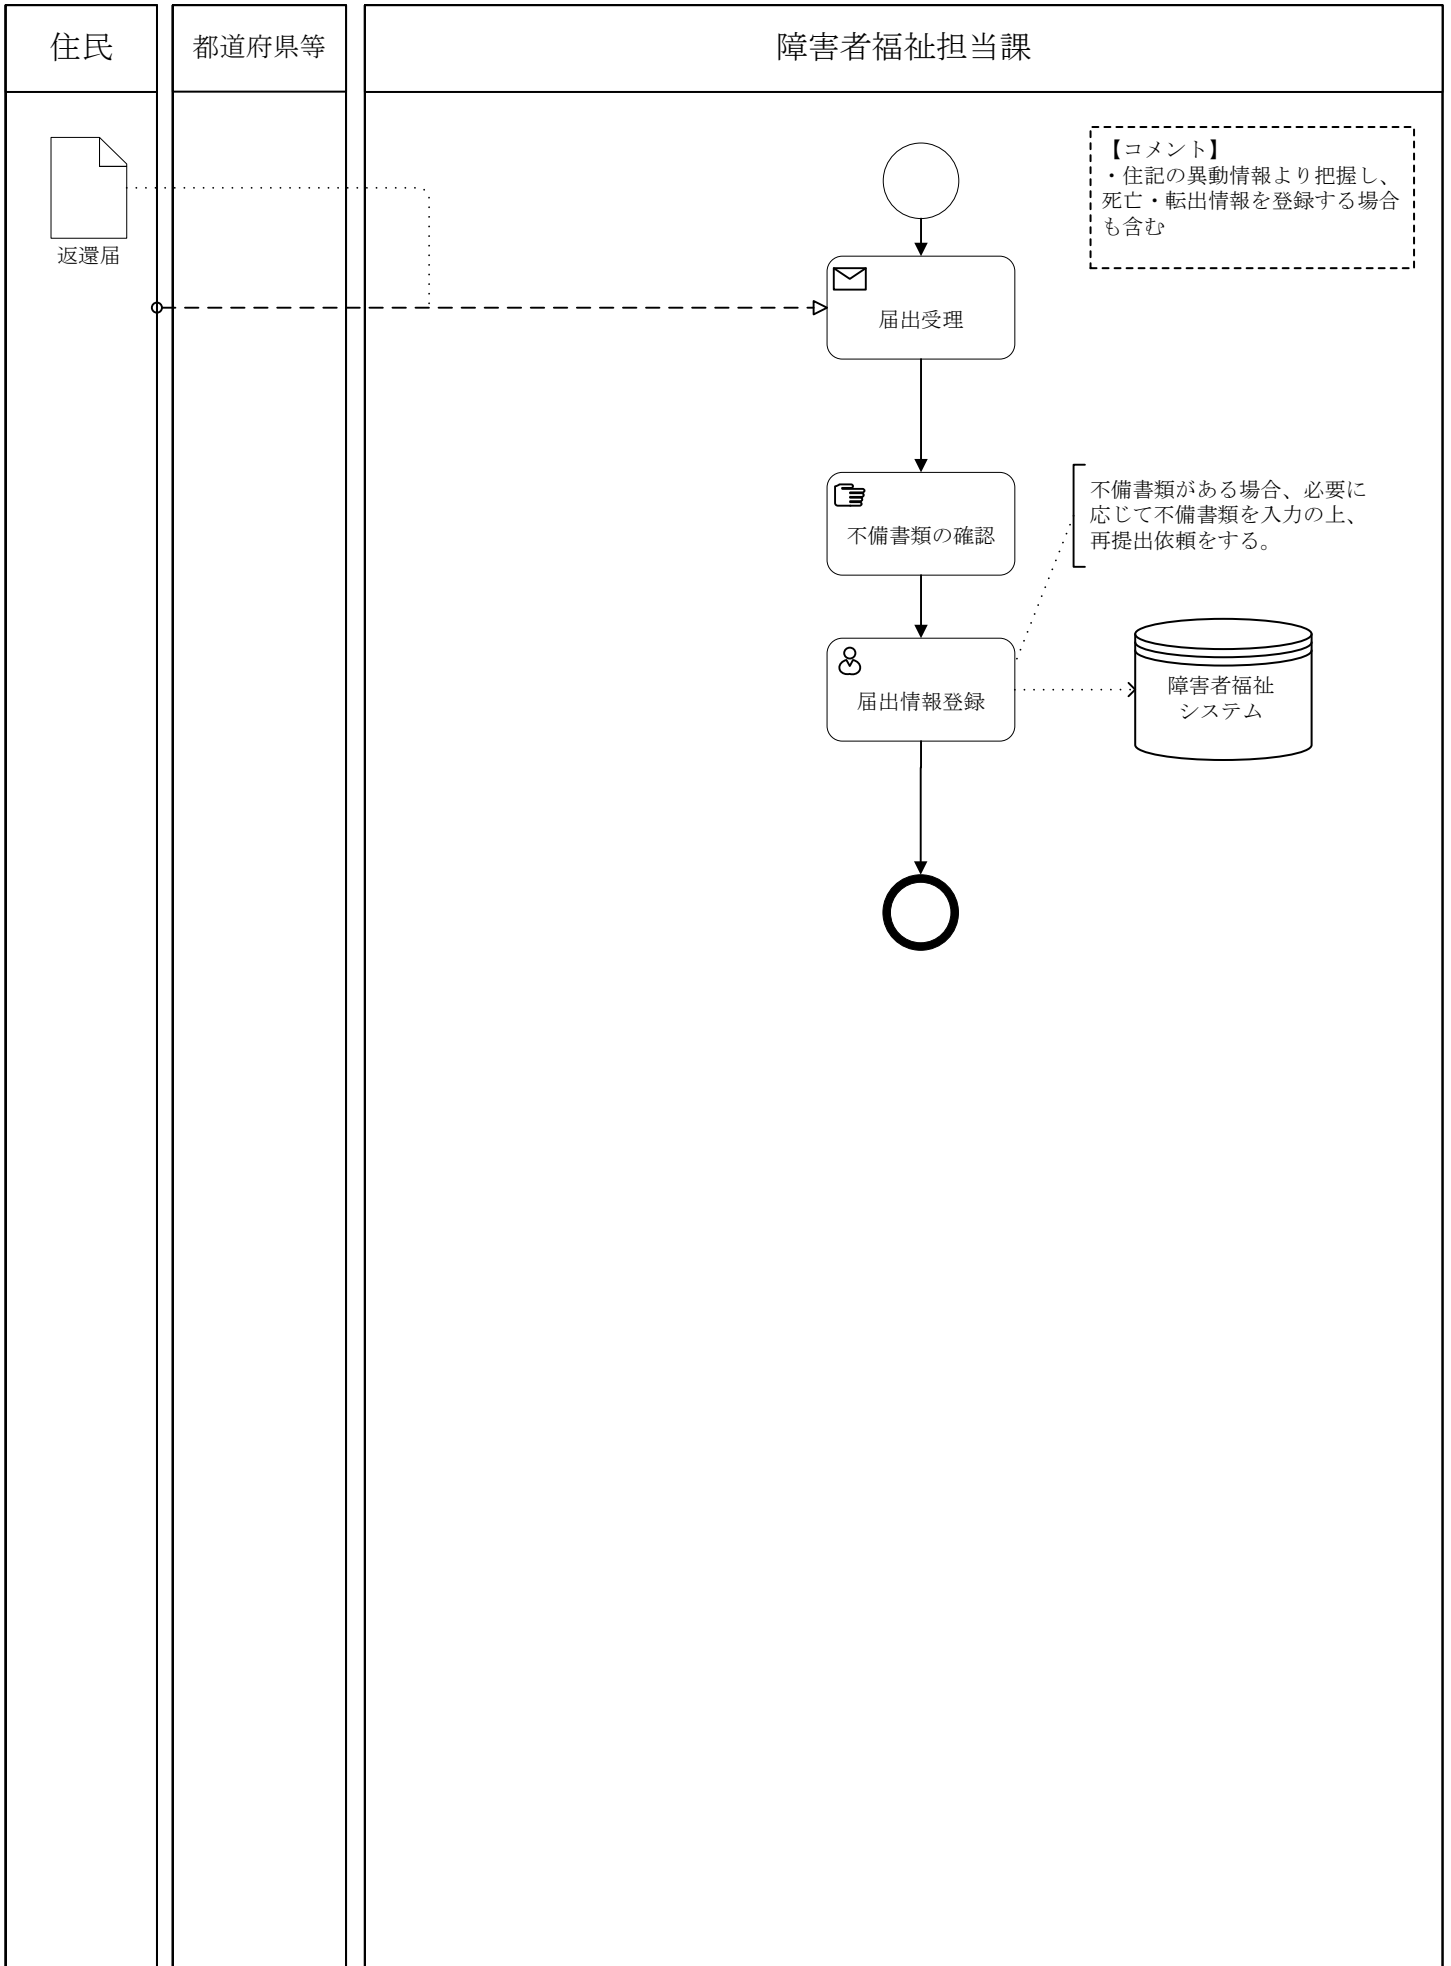 住民
都道府県等
障害者福祉担当課
返還届
【コメント】
・住記の異動情報より把握し、
死亡・転出情報を登録する場合
も含む
届出受理
不備書類の確認
不備書類がある場合、必要に
応じて不備書類を入力の上、
再提出依頼をする。
届出情報登録
障害者福祉
システム